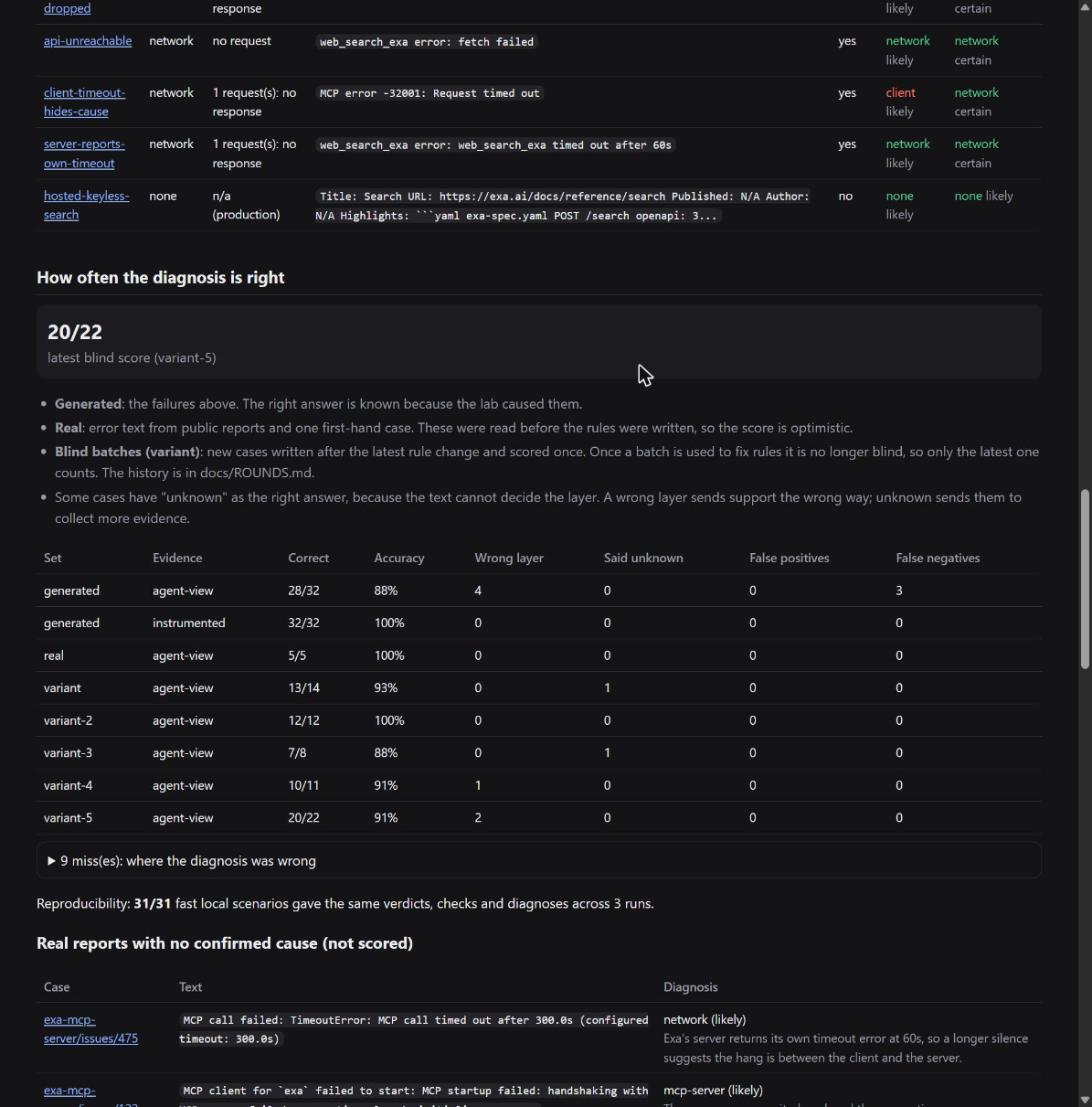 dropped response likely certain
api-unreachable network no request web_search_exa error: fetch failed yes network network
likely certain
client-timeout- network 1 request(s): no MCP error -32001: Request timed out yes client network
hides-cause response likely certain
server-reports- network 1 request(s): no web_search_exa error: web_search_exa timed out after 60s yes network network
own-timeout response likely certain
hosted-keyless- none n/a Title: Search URL: https://exa.ai/docs/reference/search Published: N/A Author: no none none likely
search (production) N/A Highlights: ```yaml exa-spec.yaml POST /search openapi: 3... likely
How often the diagnosis is right
20/22
latest blind score (variant-5)
• Generated: the failures above. The right answer is known because the lab caused them.
• Real: error text from public reports and one first-hand case. These were read before the rules were written, so the score is optimistic.
• Blind batches (variant): new cases written after the latest rule change and scored once. Once a batch is used to fix rules it is no longer blind, so only the latest one
counts. The history is in docs/ROUNDS.md.
• Some cases have "unknown" as the right answer, because the text cannot decide the layer. A wrong layer sends support the wrong way; unknown sends them to
collect more evidence.
Set Evidence Correct Accuracy Wrong layer Said unknown False positives False negatives
generated agent-view 28/32 88% 4 0 0 3
generated instrumented 32/32 100% 0 0 0 0
real agent-view 5/5 100% 0 0 0 0
variant agent-view 13/14 93% 0 1 0 0
variant-2 agent-view 12/12 100% 0 0 0 0
variant-3 agent-view 7/8 88% 0 1 0 0
variant-4 agent-view 10/11 91% 1 0 0 0
variant-5 agent-view 20/22 91% 2 0 0 0
▶ 9 miss(es): where the diagnosis was wrong
Reproducibility: 31/31 fast local scenarios gave the same verdicts, checks and diagnoses across 3 runs.
Real reports with no confirmed cause (not scored)
Case Text Diagnosis
exa-mcp- MCP call failed: TimeoutError: MCP call timed out after 300.0s (configured network (likely)
server/issues/475 timeout: 300.0s) Exa's server returns its own timeout error at 60s, so a longer silence
suggests the hang is between the client and the server.
exa-mcp- MCP client for `exa` failed to start: MCP startup failed: handshaking with mcp-server (likely)